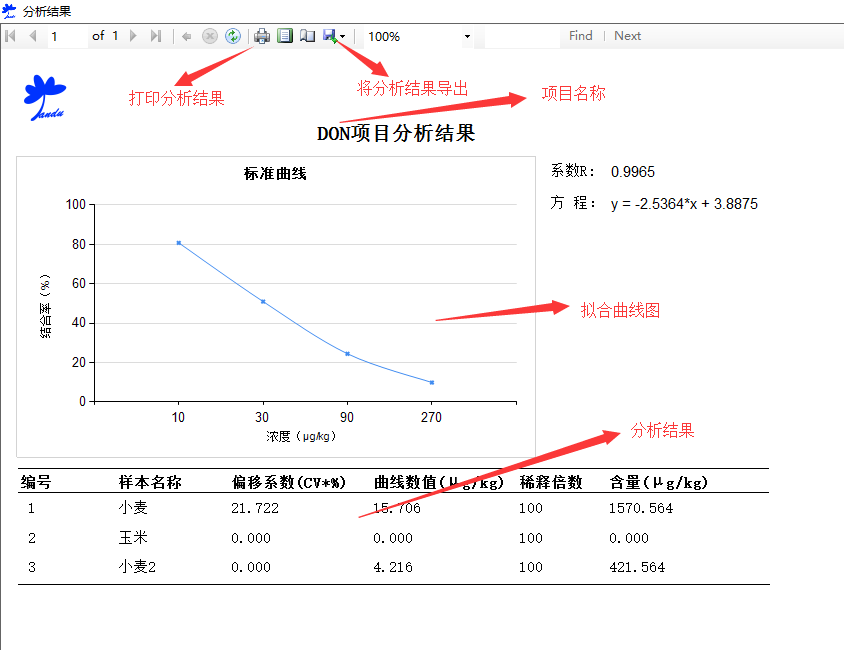 分析结果
1 of 1 100% Find Next
打印分析结果
将分析结果导出
项目名称
Jandu
DON项目分析结果
标准曲线
系数R: 0.9965
方 程: y = -2.5364*x + 3.8875
结合率（%）
100
80
60
40
20
0
10 30 90 270
浓度（μg/kg）
拟合曲线图
分析结果
编号 样本名称 偏移系数(CV*%) 曲线数值(μg/kg) 稀释倍数 含量(μg/kg)
1 小麦 21.722 15.706 100 1570.564
2 玉米 0.000 0.000 100 0.000
3 小麦2 0.000 4.216 100 421.564